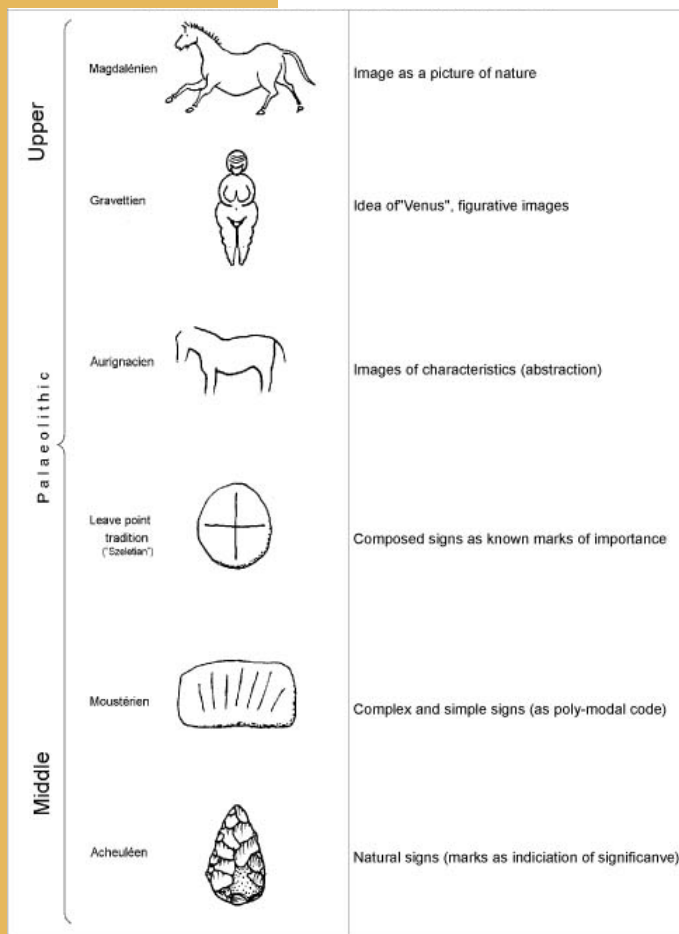 Upper
Magdalénien
Image as a picture of nature
Gravettien
Idea of"Venus", figurative images
Aurignacien
Images of characteristics (abstraction)
Palaeolithic
Leave point
tradition
("Szeletian")
Composed signs as known marks of importance
Moustérien
Complex and simple signs (as poly-modal code)
Middle
Acheuléen
Natural signs (marks as indiciation of significanve)